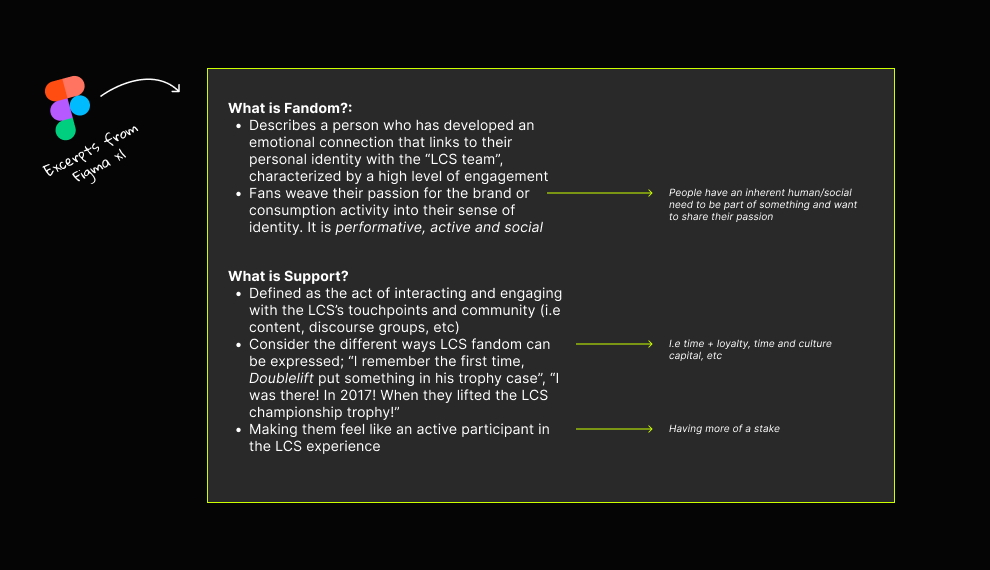 Excerpts from
Figma x1
What is Fandom?:
• Describes a person who has developed an
emotional connection that links to their
personal identity with the “LCS team”,
characterized by a high level of engagement
• Fans weave their passion for the brand or
consumption activity into their sense of
identity. It is performative, active and social
People have an inherent human/social
need to be part of something and want
to share their passion
What is Support?
• Defined as the act of interacting and engaging
with the LCS’s touchpoints and community (i.e
content, discourse groups, etc)
• Consider the different ways LCS fandom can
be expressed; “I remember the first time,
Doublelift put something in his trophy case”, “I
was there! In 2017! When they lifted the LCS
championship trophy!”
I.e time + loyalty, time and culture
capital, etc
• Making them feel like an active participant in
the LCS experience
Having more of a stake